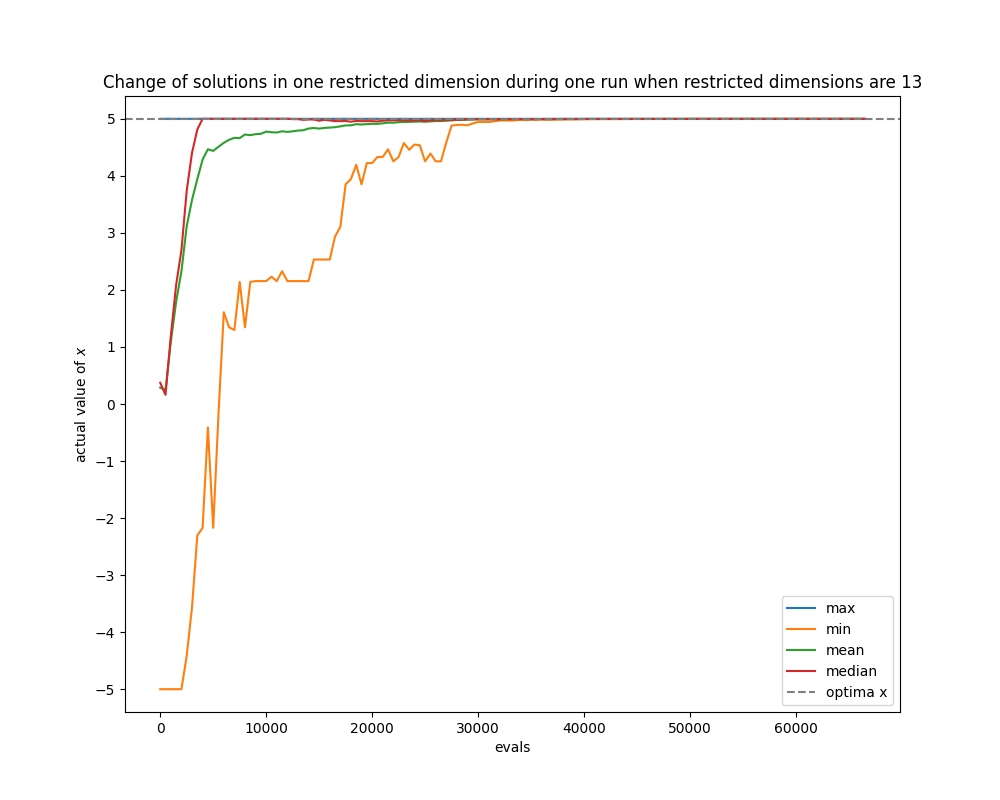 Change of solutions in one restricted dimension during one run when restricted dimensions are 13
5
4
3
2
1
0
−1
−2
−3
−4
−5
actual value of x
max
min
mean
median
optima x
0 10000 20000 30000 40000 50000 60000
evals